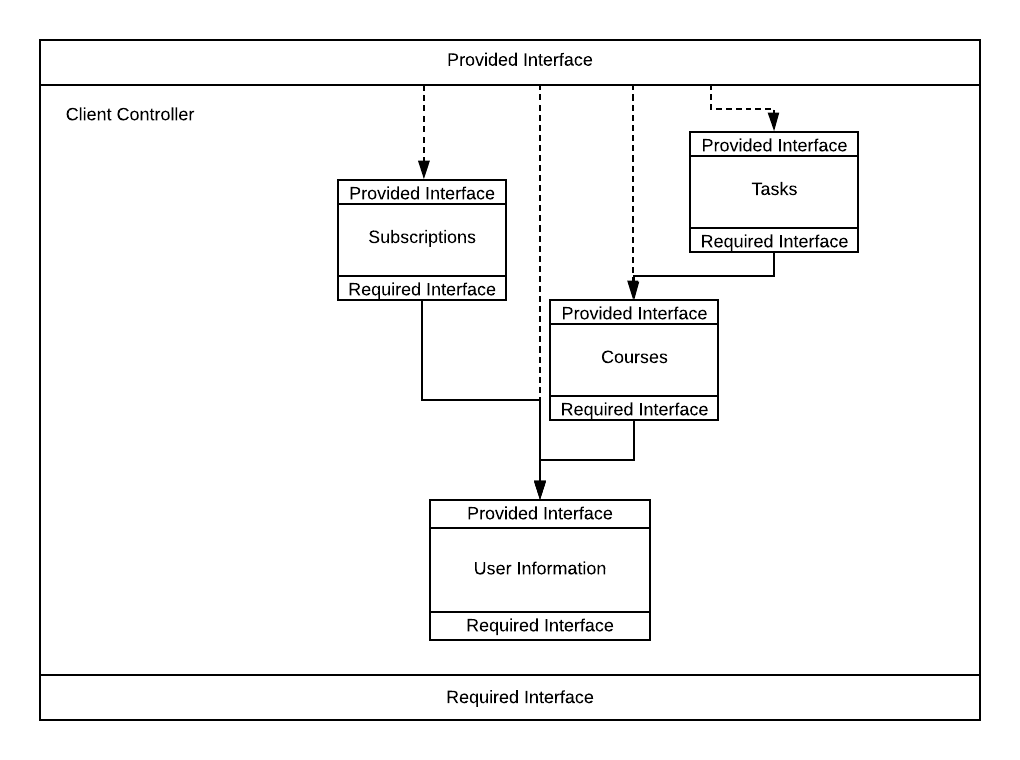 Provided Interface
Client Controller
Provided Interface
Tasks
Required Interface
Provided Interface
Subscriptions
Required Interface
Provided Interface
Courses
Required Interface
Provided Interface
User Information
Required Interface
Required Interface